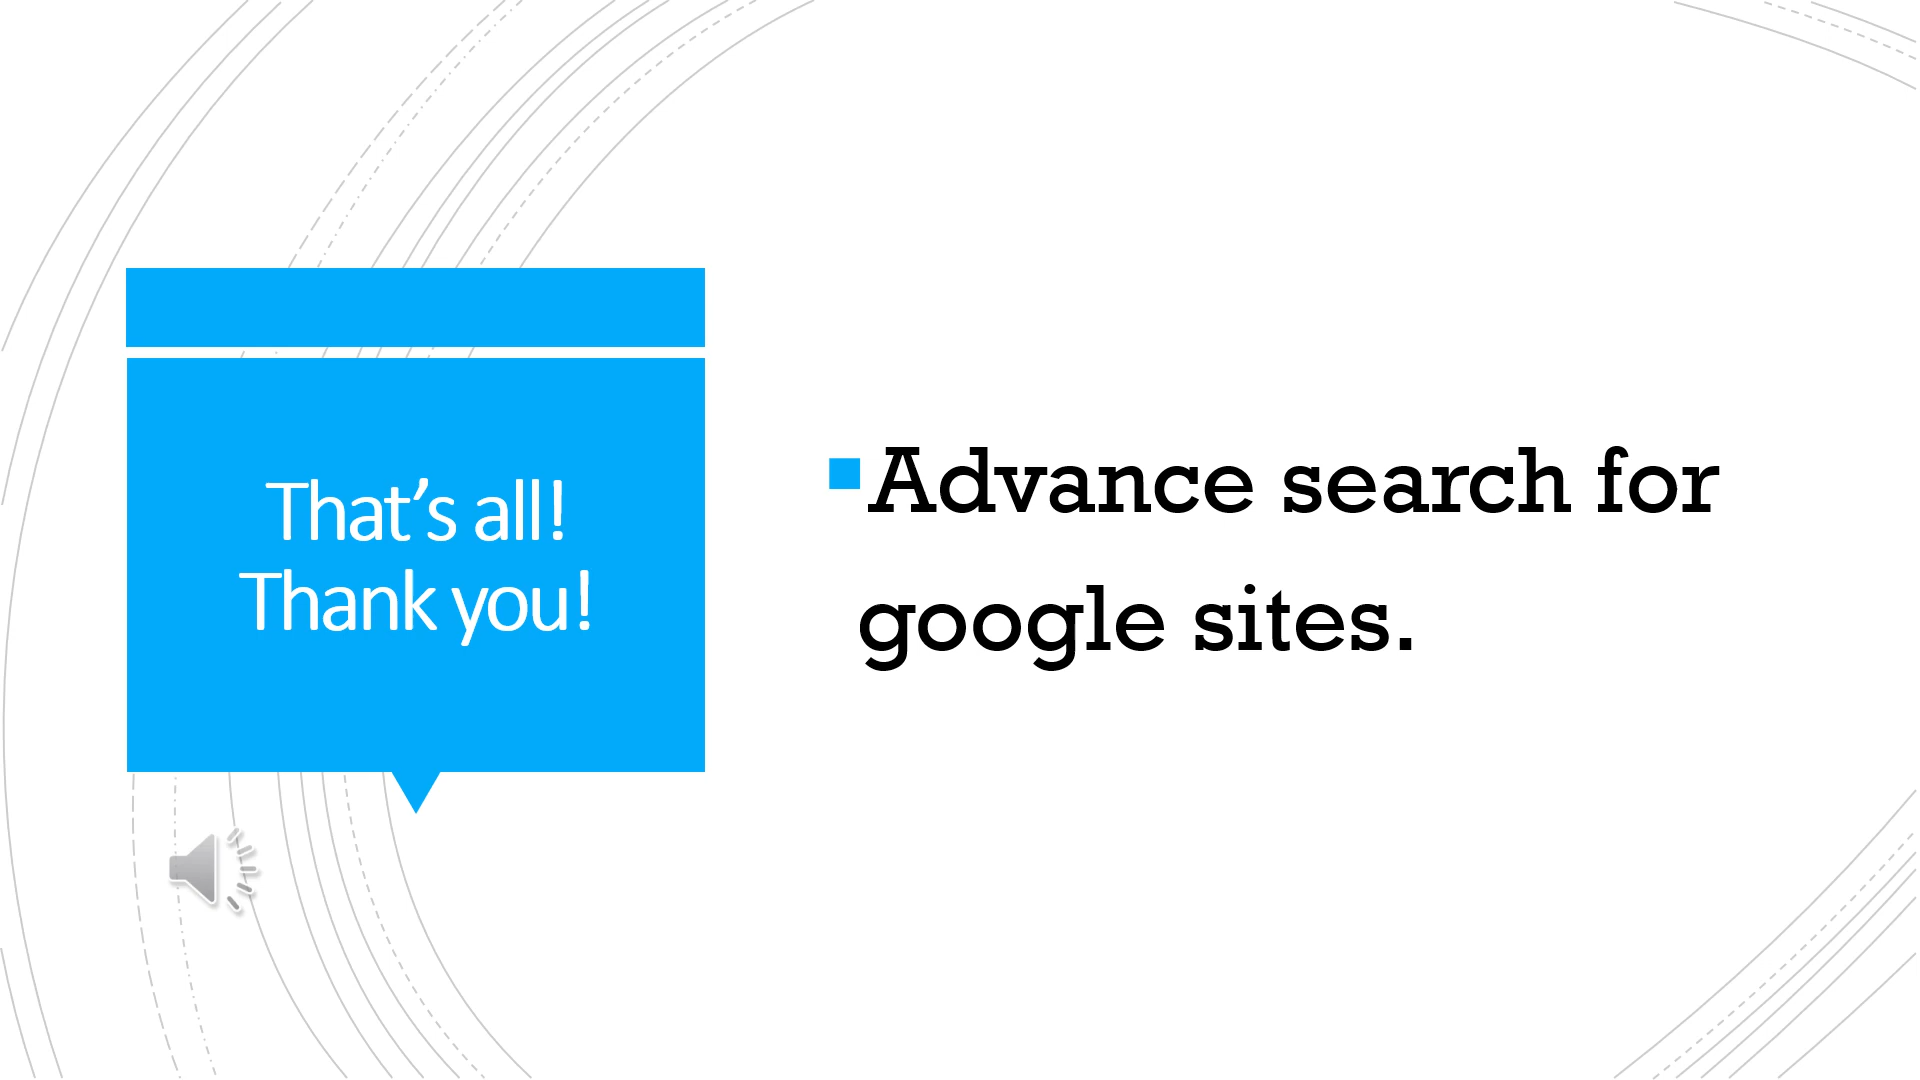 That’s all!
Thank you!
Advance search for
google sites.